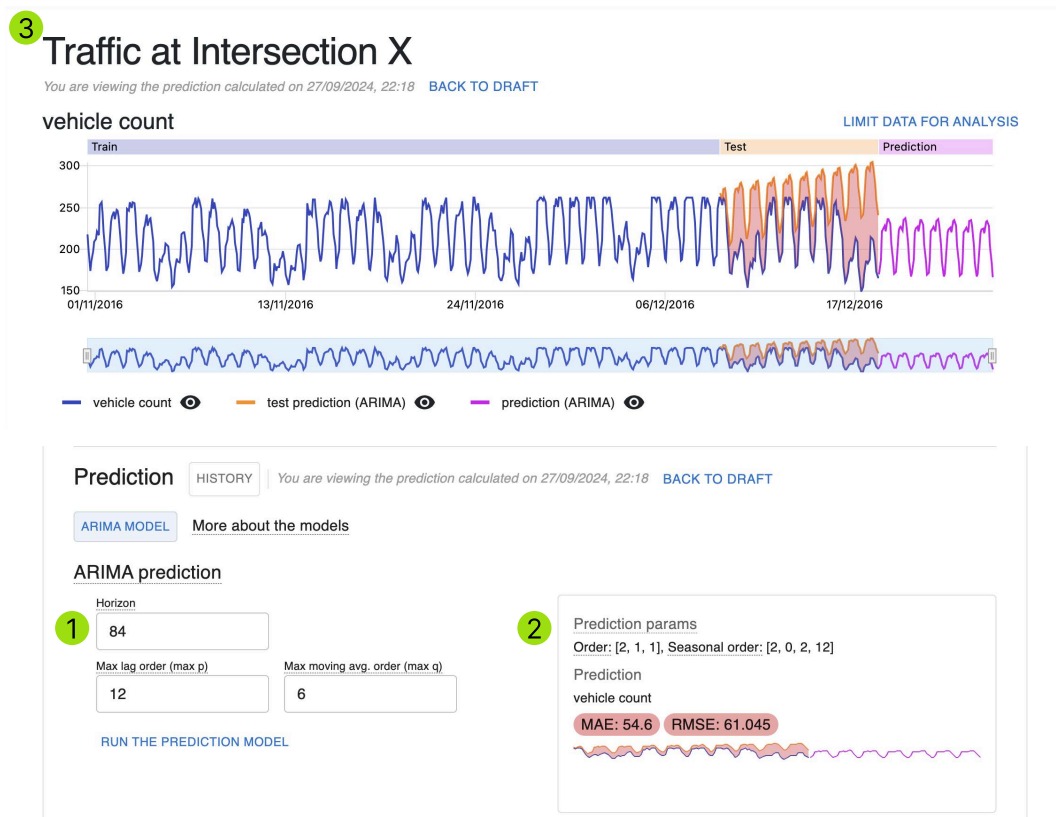 3
Traffic at Intersection X
You are viewing the prediction calculated on 27/09/2024, 22:18 BACK TO DRAFT
vehicle count
LIMIT DATA FOR ANALYSIS
Train Test Prediction
300
250
200
150
01/11/2016 13/11/2016 24/11/2016 06/12/2016 17/12/2016
vehicle count test prediction (ARIMA) prediction (ARIMA)
Prediction HISTORY You are viewing the prediction calculated on 27/09/2024, 22:18 BACK TO DRAFT
ARIMA MODEL More about the models
ARIMA prediction
Horizon
1
84
Max lag order (max p) Max moving avg. order (max q)
12 6
RUN THE PREDICTION MODEL
2
Prediction params
Order: [2, 1, 1], Seasonal order: [2, 0, 2, 12]
Prediction
vehicle count
MAE: 54.6 RMSE: 61.045